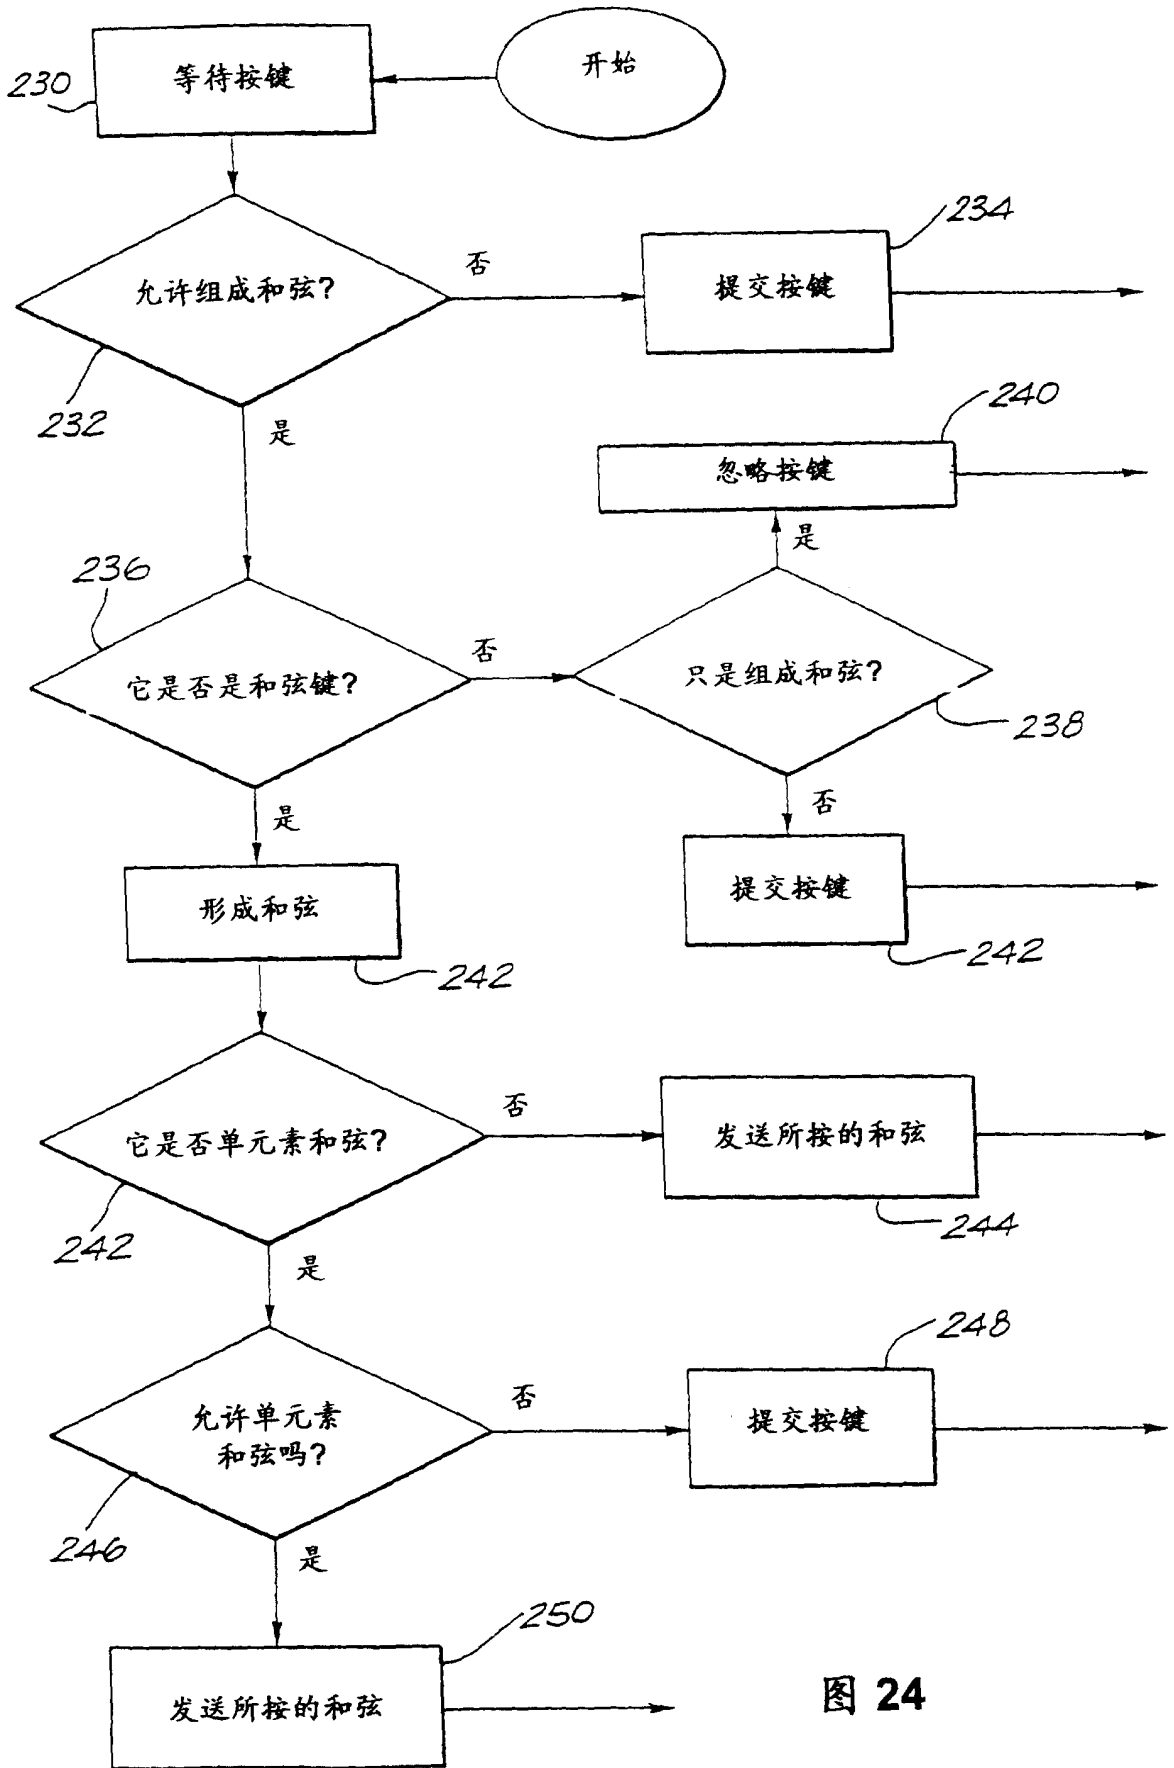 开始
等待按键
230
允许组成和弦?
232
否
提交按键
234
是
忽略按键
240
是
它是否是和弦键?
236
否
只是组成和弦?
238
否
提交按键
242
是
形成和弦
242
它是否单元素和弦?
242
否
发送所按的和弦
244
是
允许单元素
和弦吗?
246
否
提交按键
248
是
发送所按的和弦
250
图 24